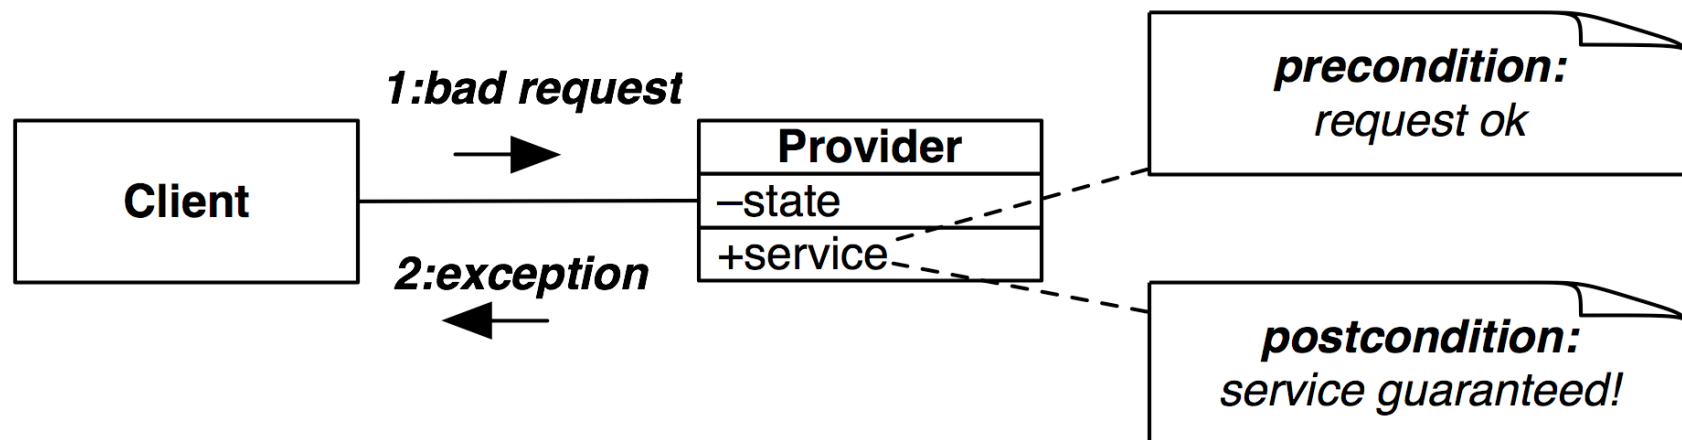 precondition:
request ok
1:bad request
Provider
Client
–state
+service
2:exception
postcondition:
service guaranteed!